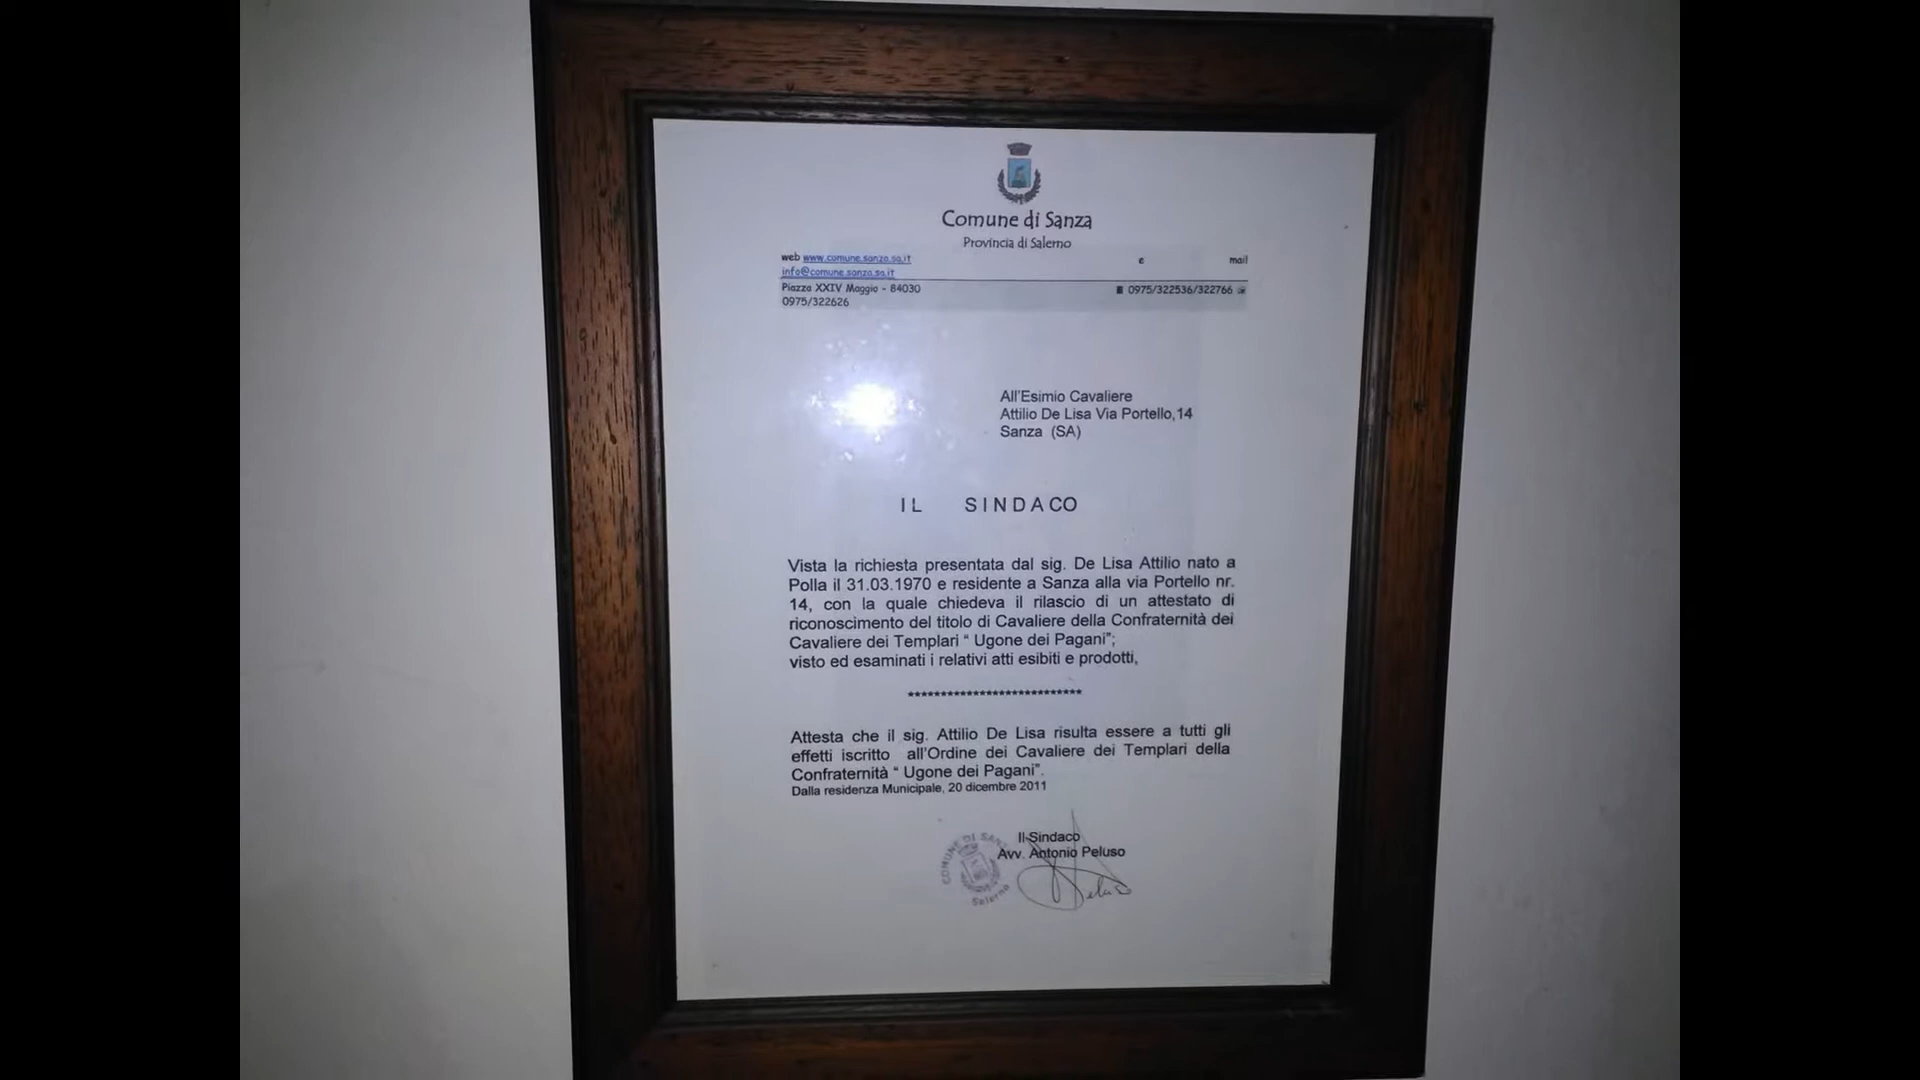 Comune di Sanza
Provincia di Salerno
web www.comune.sanza.sa.it e mail
info@comune.sanza.sa.it
Piazza XXIV Maggio - 84030 0975/322536/322766
0975/322626
All'Esimio Cavaliere
Attilio De Lisa Via Portello,14
Sanza (SA)
IL SINDACO
Vista la richiesta presentata dal sig. De Lisa Attilio nato a
Polla il 31.03.1970 e residente a Sanza alla via Portello nr.
14, con la quale chiedeva il rilascio di un attestato di
riconoscimento del titolo di Cavaliere della Confraternità dei
Cavaliere dei Templari “ Ugone dei Pagani”;
visto ed esaminati i relativi atti esibiti e prodotti,
***************************
Attesta che il sig. Attilio De Lisa risulta essere a tutti gli
effetti iscritto all'Ordine dei Cavaliere dei Templari della
Confraternità “ Ugone dei Pagani”.
Dalla residenza Municipale, 20 dicembre 2011
Il Sindaco
Avv. Antonio Peluso
COMUNE DI SANZA
Salerno